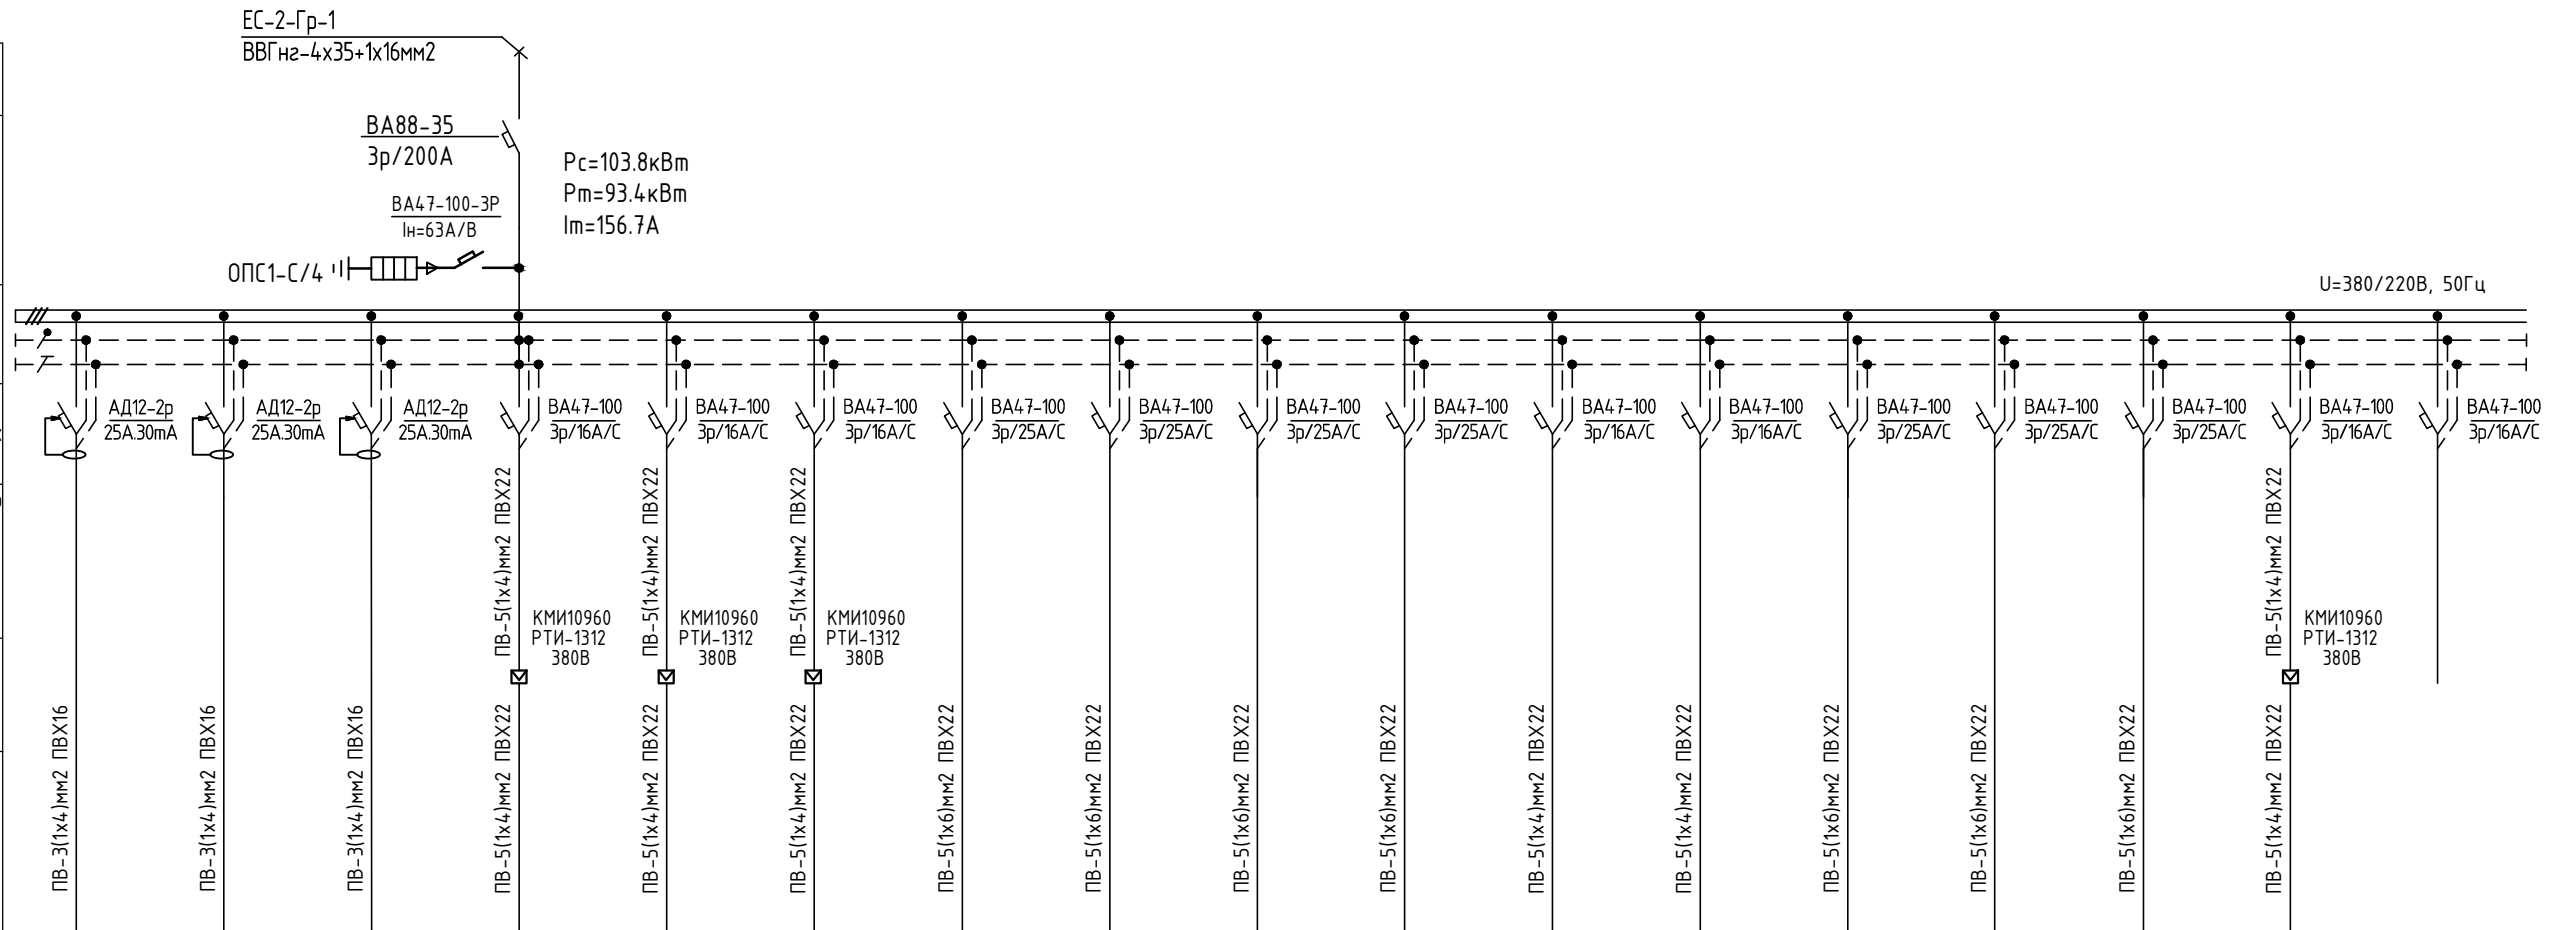 ЕС-2-Гр-1
ВВГнг-4х35+1х16мм2
ВА88-35
3р/200А
Рс=103.8кВт
Рт=93.4кВт
Iт=156.7А
ВА47-100-3Р
Iн=63А/В
ОПС1-С/4
U=380/220В, 50Гц
АД12-2р
25А.30mА
АД12-2р
25А.30mА
АД12-2р
25А.30mА
ВА47-100
3р/16А/С
ВА47-100
3р/16А/С
ВА47-100
3р/16А/С
ВА47-100
3р/25А/С
ВА47-100
3р/25А/С
ВА47-100
3р/25А/С
ВА47-100
3р/25А/С
ВА47-100
3р/16А/С
ВА47-100
3р/16А/С
ВА47-100
3р/25А/С
ВА47-100
3р/25А/С
ВА47-100
3р/25А/С
ВА47-100
3р/16А/С
ВА47-100
3р/16А/С
ПВ-5(1х4)мм2 ПВХ22
ПВ-5(1х4)мм2 ПВХ22
ПВ-5(1х4)мм2 ПВХ22
ПВ-5(1х4)мм2 ПВХ22
КМИ10960
РТИ-1312
380В
КМИ10960
РТИ-1312
380В
КМИ10960
РТИ-1312
380В
КМИ10960
РТИ-1312
380В
ПВ-3(1х4)мм2 ПВХ16
ПВ-3(1х4)мм2 ПВХ16
ПВ-3(1х4)мм2 ПВХ16
ПВ-5(1х4)мм2 ПВХ22
ПВ-5(1х4)мм2 ПВХ22
ПВ-5(1х4)мм2 ПВХ22
ПВ-5(1х6)мм2 ПВХ22
ПВ-5(1х6)мм2 ПВХ22
ПВ-5(1х6)мм2 ПВХ22
ПВ-5(1х6)мм2 ПВХ22
ПВ-5(1х4)мм2 ПВХ22
ПВ-5(1х4)мм2 ПВХ22
ПВ-5(1х6)мм2 ПВХ22
ПВ-5(1х6)мм2 ПВХ22
ПВ-5(1х6)мм2 ПВХ22
ПВ-5(1х4)мм2 ПВХ22